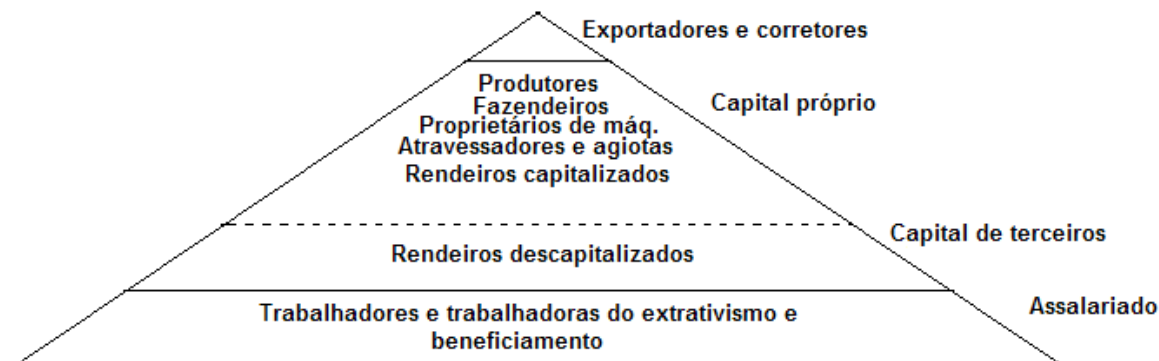 Exportadores e corretores
Produtores
Fazendeiros
Proprietários de máq.
Atravessadores e agiotas
Rendeiros capitalizados
Capital próprio
Capital de terceiros
Rendeiros descapitalizados
Assalariado
Trabalhadores e trabalhadoras do extrativismo e
beneficiamento